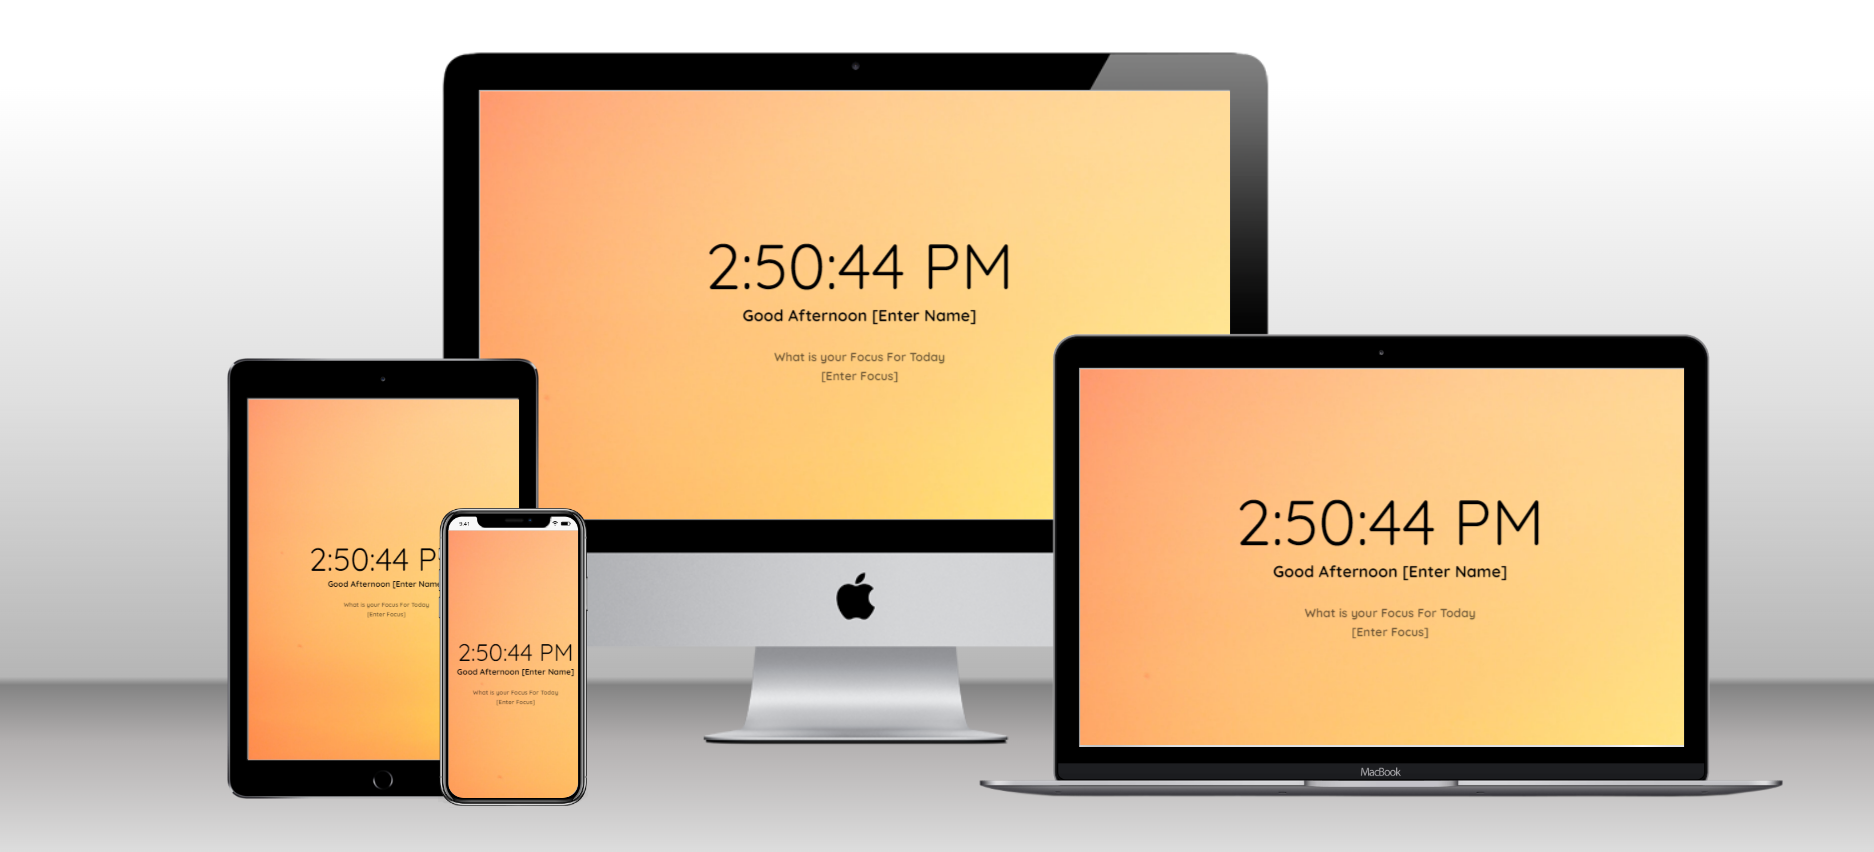 2:50:44 PM
Good Afternoon [Enter Name]
What is your Focus For Today
[Enter Focus]
2:50:44 P
Good Afternoon [Enter Name
What is your Focus For Today
[Enter Focus]
9:41
2:50:44 PM
Good Afternoon [Enter Name]
What is your Focus For Today
[Enter Focus]
2:50:44 PM
Good Afternoon [Enter Name]
What is your Focus For Today
[Enter Focus]
MacBook